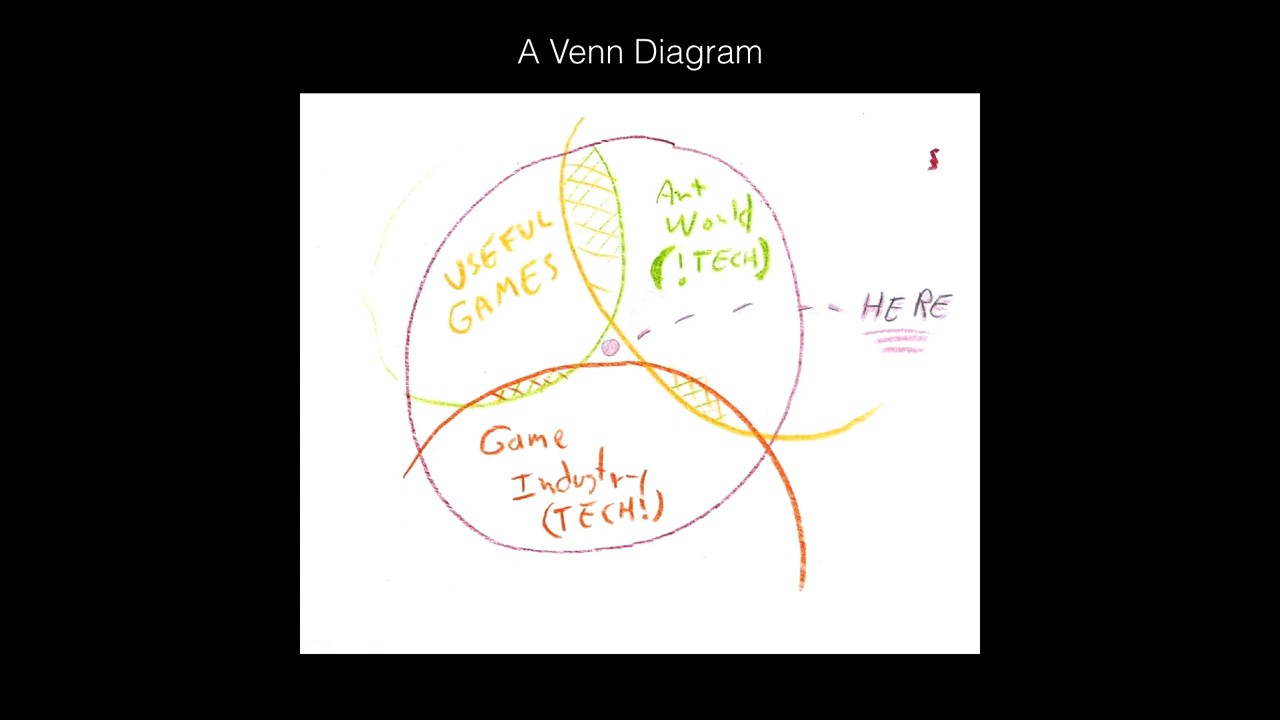 A Venn Diagram
USEFUL
GAMES
Art
World
(!TECH)
HERE
Game
Industry
(TECH!)